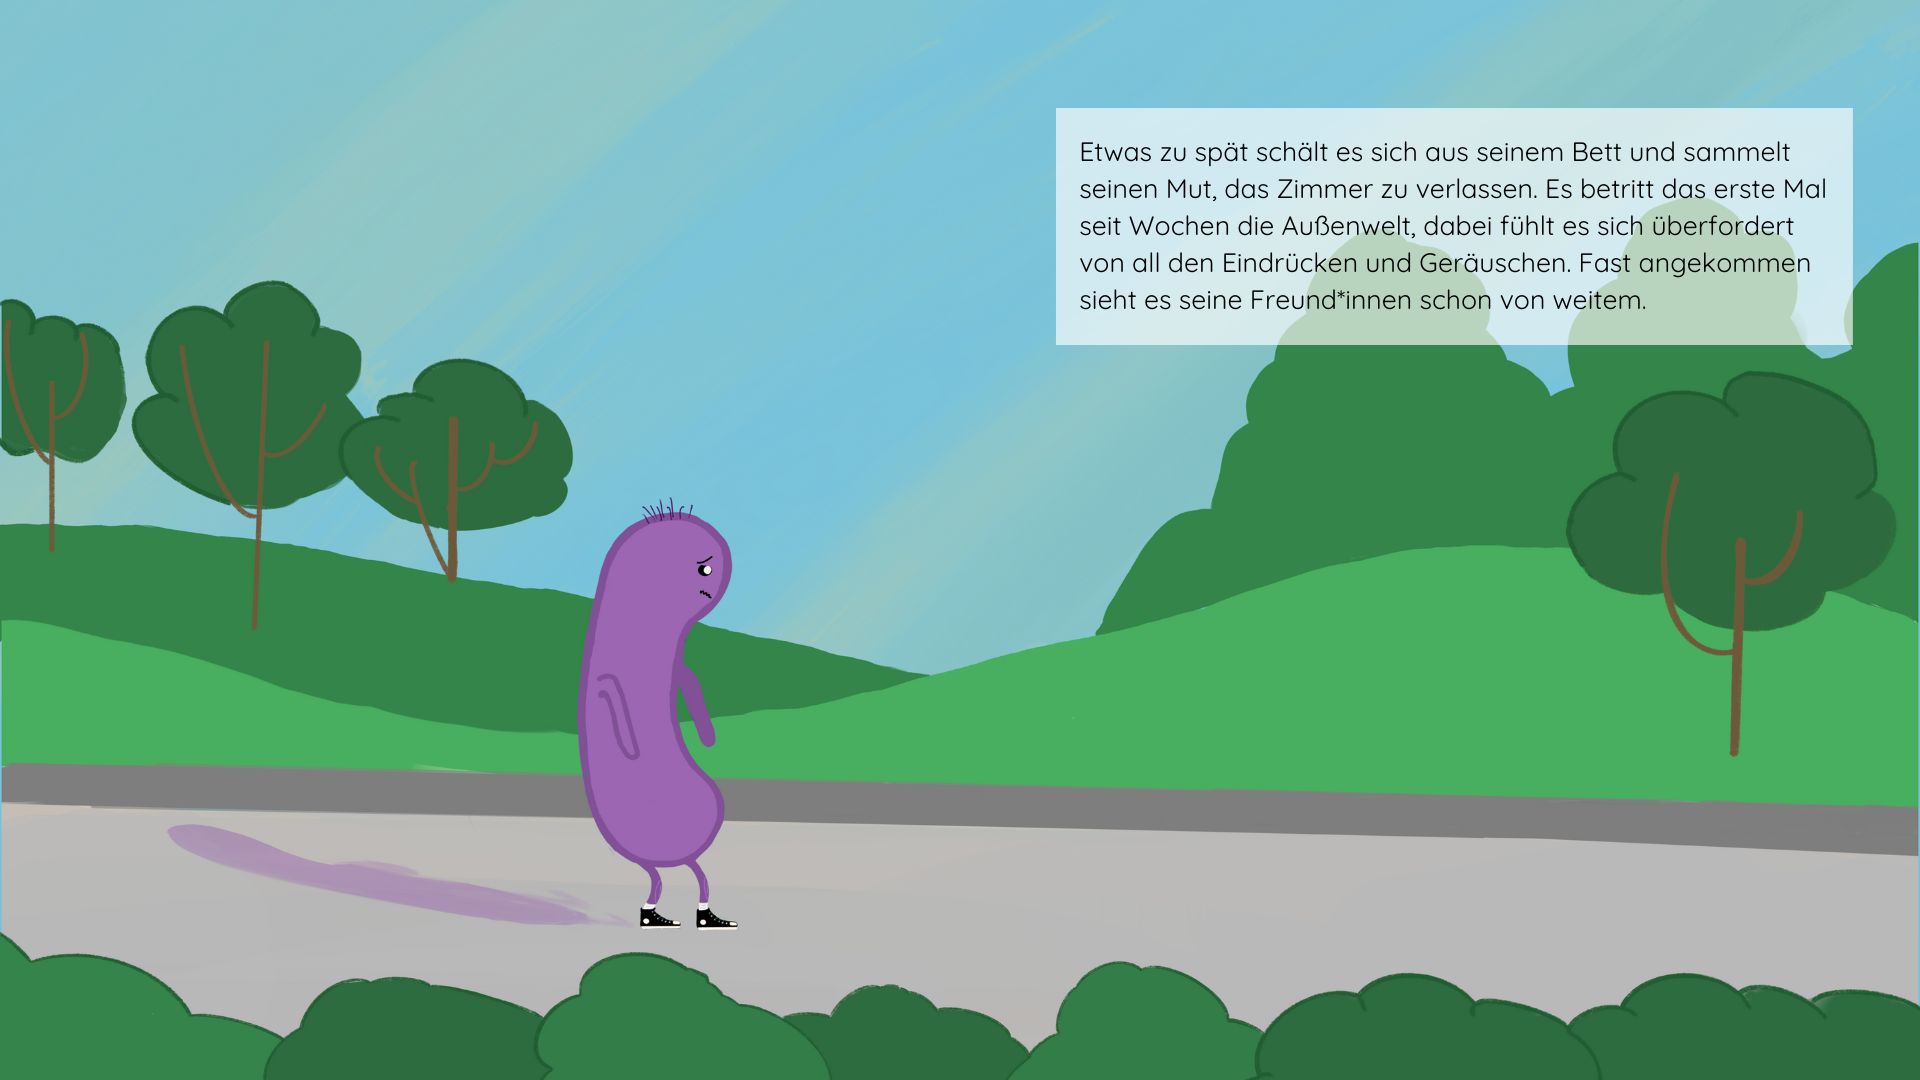 Etwas zu spät schält es sich aus seinem Bett und sammelt
seinen Mut, das Zimmer zu verlassen. Es betritt das erste Mal
seit Wochen die Außenwelt, dabei fühlt es sich überfordert
von all den Eindrücken und Geräuschen. Fast angekommen
sieht es seine Freund*innen schon von weitem.